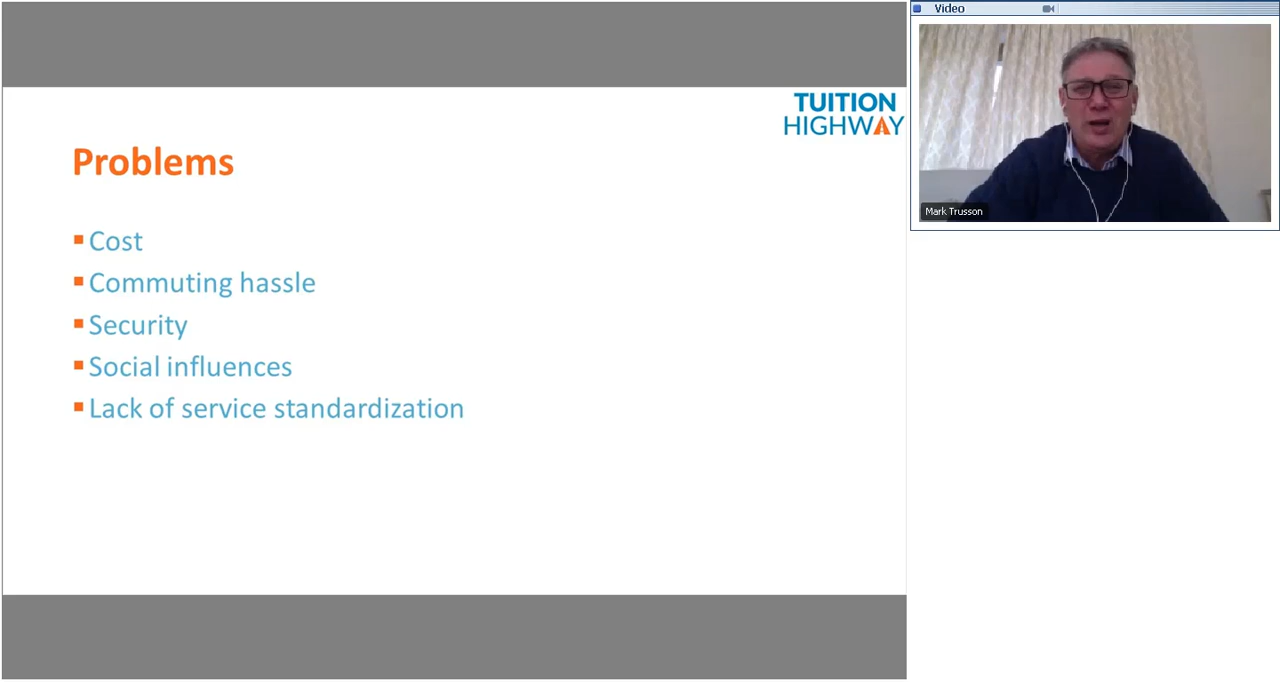 TUITION
HIGHWAY
Problems
Cost
Commuting hassle
Security
Social influences
Lack of service standardization
Video
Mark Trusson